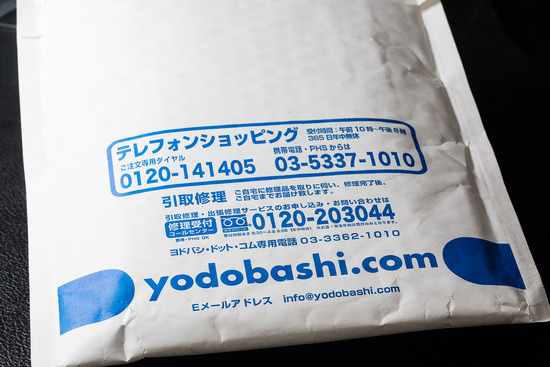 テレフォンショッピング 受付時間：午前10時～午後8時
365日年中無休
ご注文専用ダイヤル 携帯電話・PHSからは
0120-141405 03-5337-1010
引取修理 ご自宅に修理品を取りに伺い、修理完了後、
ご自宅までお届け致します。
引取修理・出張修理サービスのお申し込み・お問い合わせは
修理受付 0120-203044
コールセンター
携帯・PHS OK
ヨドバシ・ドット・コム専用電話 03-3362-1010
yodobashi.com
Eメールアドレス info@yodobashi.com